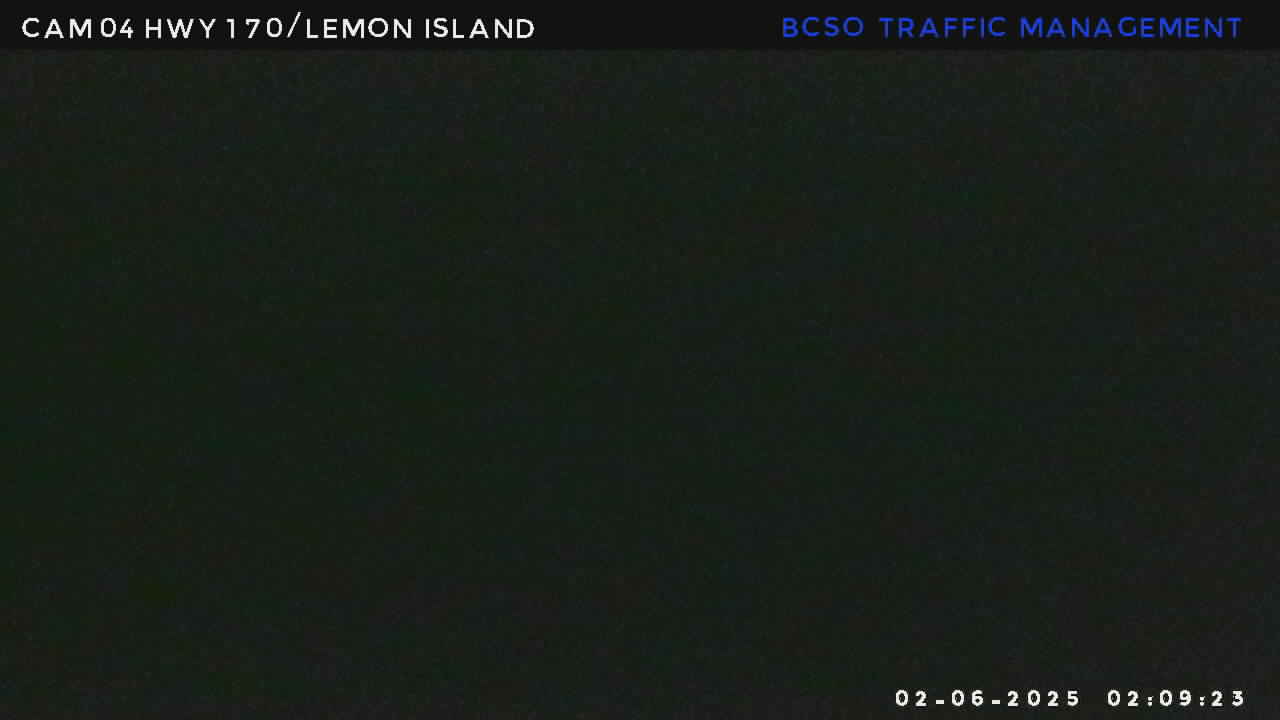 CAM 04 HWY 170/LEMON ISLAND
BCSO TRAFFIC MANAGEMENT
02-06-2025 02:09:23